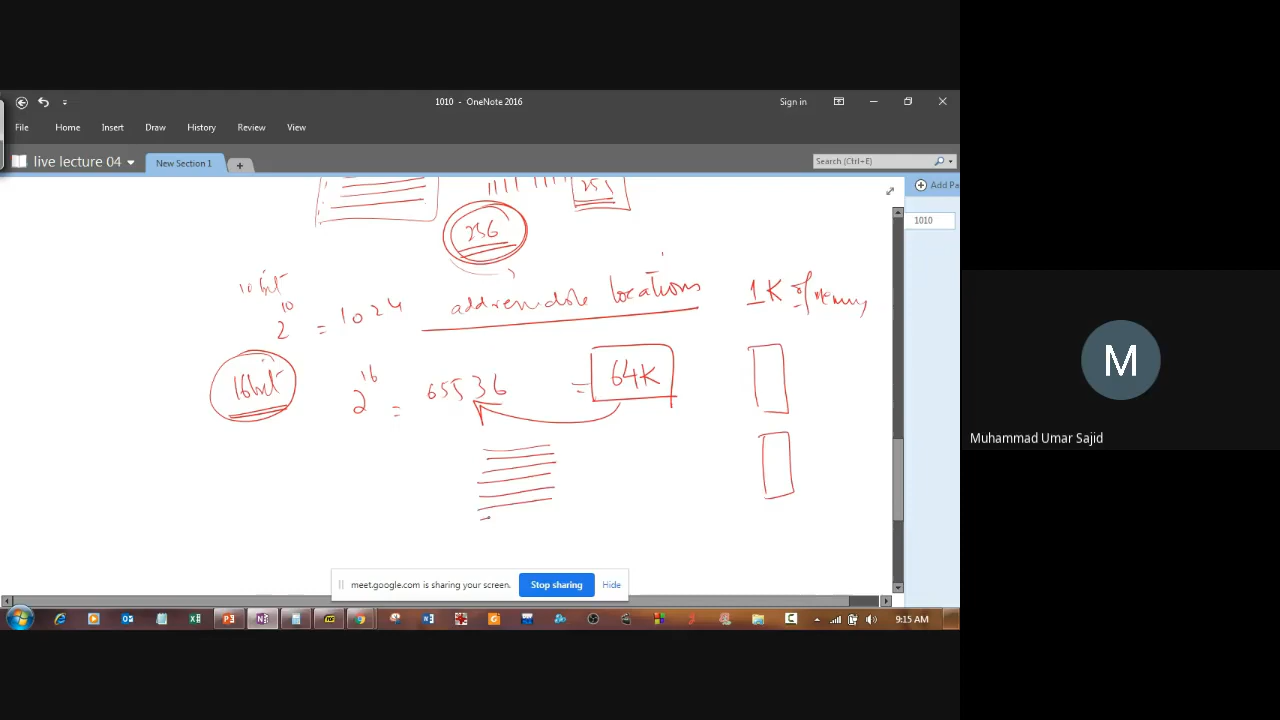 1010 - OneNote 2016
Sign in
File Home Insert Draw History Review View
live lecture 04 New Section 1
Search (Ctrl+E)
Add Pa
1010
256
10 bit
2^10 = 1024 addressable locations 1K of memory
16 bit 2^16 = 65536 = 64K
M
Muhammad Umar Sajid
meet.google.com is sharing your screen. Stop sharing Hide
9:15 AM